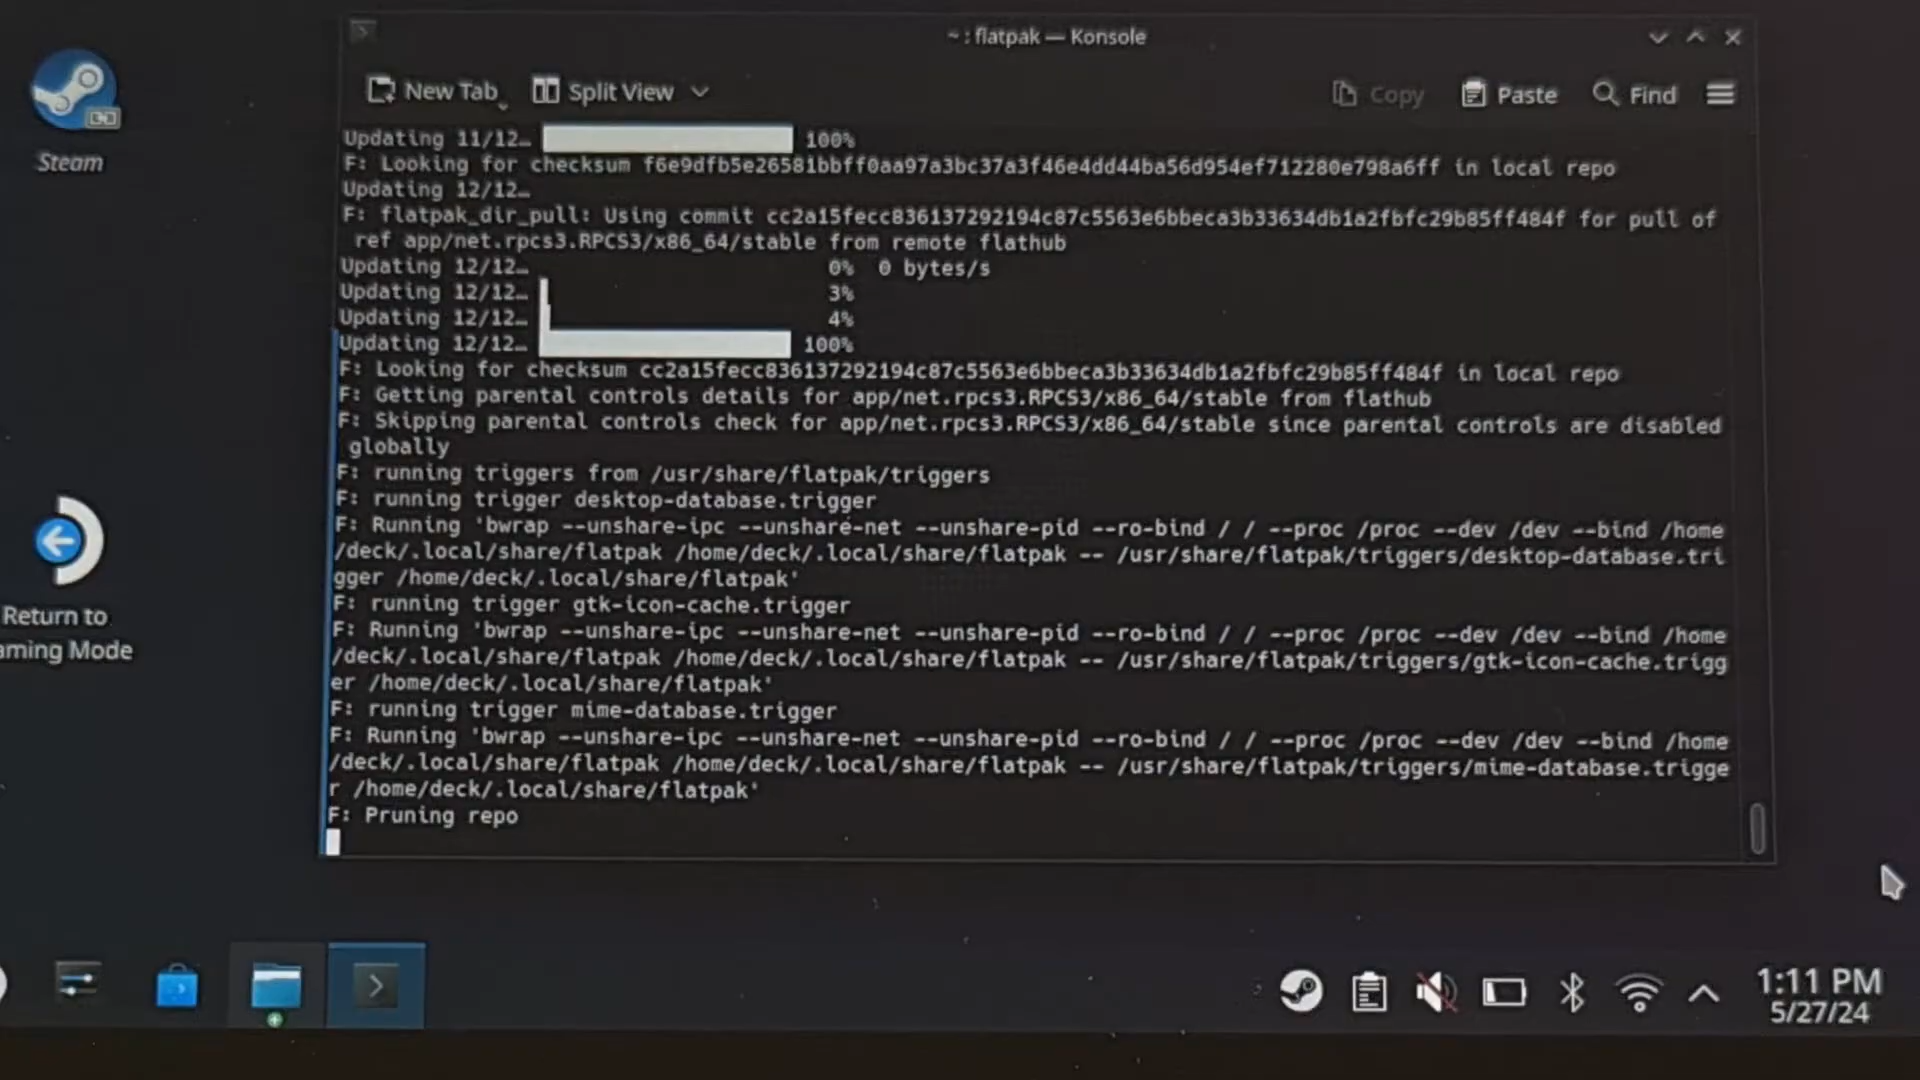 ~ : flatpak — Konsole
New Tab Split View Copy Paste Find
Steam
Updating 11/12… 100%
F: Looking for checksum f6e9dfb5e26581bbff0aa97a3bc37a3f46e4dd44ba56d954ef712280e798a6ff in local repo
Updating 12/12…
F: flatpak_dir_pull: Using commit cc2a15fecc836137292194c87c5563e6bbeca3b33634db1a2fbfc29b85ff484f for pull of
ref app/net.rpcs3.RPCS3/x86_64/stable from remote flathub
Updating 12/12… 0% 0 bytes/s
Updating 12/12… 3%
Updating 12/12… 4%
Updating 12/12… 100%
F: Looking for checksum cc2a15fecc836137292194c87c5563e6bbeca3b33634db1a2fbfc29b85ff484f in local repo
F: Getting parental controls details for app/net.rpcs3.RPCS3/x86_64/stable from flathub
F: Skipping parental controls check for app/net.rpcs3.RPCS3/x86_64/stable since parental controls are disabled
globally
F: running triggers from /usr/share/flatpak/triggers
F: running trigger desktop-database.trigger
F: Running 'bwrap --unshare-ipc --unshare-net --unshare-pid --ro-bind / / --proc /proc --dev /dev --bind /home
/deck/.local/share/flatpak /home/deck/.local/share/flatpak -- /usr/share/flatpak/triggers/desktop-database.tri
gger /home/deck/.local/share/flatpak'
F: running trigger gtk-icon-cache.trigger
F: Running 'bwrap --unshare-ipc --unshare-net --unshare-pid --ro-bind / / --proc /proc --dev /dev --bind /home
/deck/.local/share/flatpak /home/deck/.local/share/flatpak -- /usr/share/flatpak/triggers/gtk-icon-cache.trigg
er /home/deck/.local/share/flatpak'
F: running trigger mime-database.trigger
F: Running 'bwrap --unshare-ipc --unshare-net --unshare-pid --ro-bind / / --proc /proc --dev /dev --bind /home
/deck/.local/share/flatpak /home/deck/.local/share/flatpak -- /usr/share/flatpak/triggers/mime-database.trigge
r /home/deck/.local/share/flatpak'
F: Pruning repo
Return to
aming Mode
1:11 PM
5/27/24